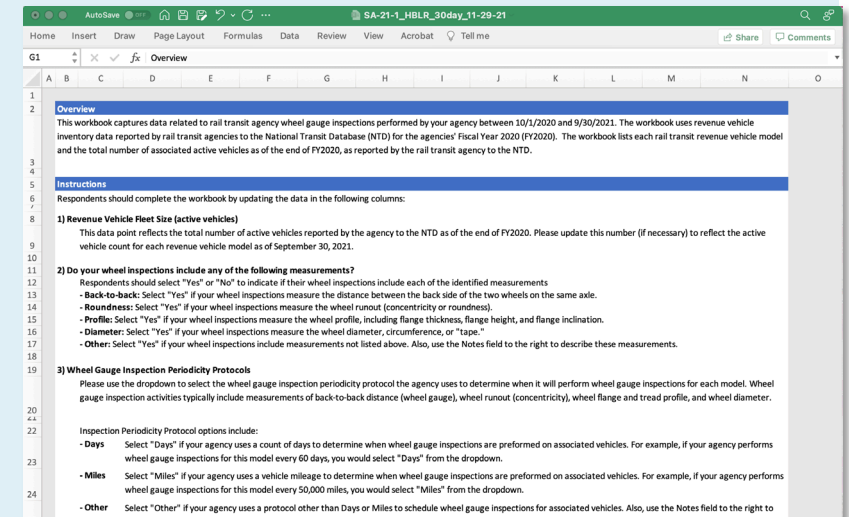 AutoSave OFF
SA-21-1_HBLR_30day_11-29-21
Home Insert Draw Page Layout Formulas Data Review View Acrobat Tell me
Share Comments
G1 fx Overview
A B C D E F G H I J K L M N O
1
2 Overview
This workbook captures data related to rail transit agency wheel gauge inspections performed by your agency between 10/1/2020 and 9/30/2021. The workbook uses revenue vehicle
inventory data reported by rail transit agencies to the National Transit Database (NTD) for the agencies' Fiscal Year 2020 (FY2020). The workbook lists each rail transit revenue vehicle model
3 and the total number of associated active vehicles as of the end of FY2020, as reported by the rail transit agency to the NTD.
4
5 Instructions
6 Respondents should complete the workbook by updating the data in the following columns:
7
8 1) Revenue Vehicle Fleet Size (active vehicles)
This data point reflects the total number of active vehicles reported by the agency to the NTD as of the end of FY2020. Please update this number (if necessary) to reflect the active
9 vehicle count for each revenue vehicle model as of September 30, 2021.
10
11 2) Do your wheel inspections include any of the following measurements?
12 Respondents should select "Yes" or "No" to indicate if their wheel inspections include each of the identified measurements
13 - Back-to-back: Select "Yes" if your wheel inspections measure the distance between the back side of the two wheels on the same axle.
14 - Roundness: Select "Yes" if your wheel inspections measure the wheel runout (concentricity or roundness).
15 - Profile: Select "Yes" if your wheel inspections measure the wheel profile, including flange thickness, flange height, and flange inclination.
16 - Diameter: Select "Yes" if your wheel inspections measure the wheel diameter, circumference, or "tape."
17 - Other: Select "Yes" if your wheel inspections include measurements not listed above. Also, use the Notes field to the right to describe these measurements.
18
19 3) Wheel Gauge Inspection Periodicity Protocols
Please use the dropdown to select the wheel gauge inspection periodicity protocol the agency uses to determine when it will perform wheel gauge inspections for each model. Wheel
20 gauge inspection activities typically include measurements of back-to-back distance (wheel gauge), wheel runout (concentricity), wheel flange and tread profile, and wheel diameter.
21
22 Inspection Periodicity Protocol options include:
- Days Select "Days" if your agency uses a count of days to determine when wheel gauge inspections are preformed on associated vehicles. For example, if your agency performs
23 wheel gauge inspections for this model every 60 days, you would select "Days" from the dropdown.
- Miles Select "Miles" if your agency uses a vehicle mileage to determine when wheel gauge inspections are preformed on associated vehicles. For example, if your agency performs
24 wheel gauge inspections for this model every 50,000 miles, you would select "Miles" from the dropdown.
- Other Select "Other" if your agency uses a protocol other than Days or Miles to schedule wheel gauge inspections for associated vehicles. Also, use the Notes field to the right to